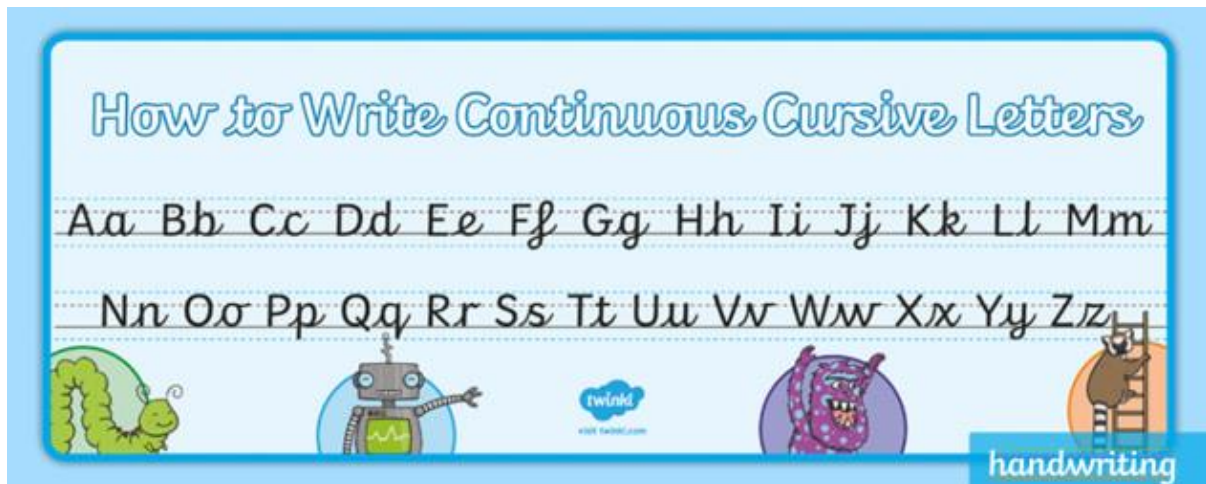 How to Write Continuous Cursive Letters
Aa Bb Cc Dd Ee Ff Gg Hh Ii Jj Kk Ll Mm
Nn Oo Pp Qq Rr Ss Tt Uu Vv Ww Xx Yy Zz
twinkl
visit twinkl.com
handwriting